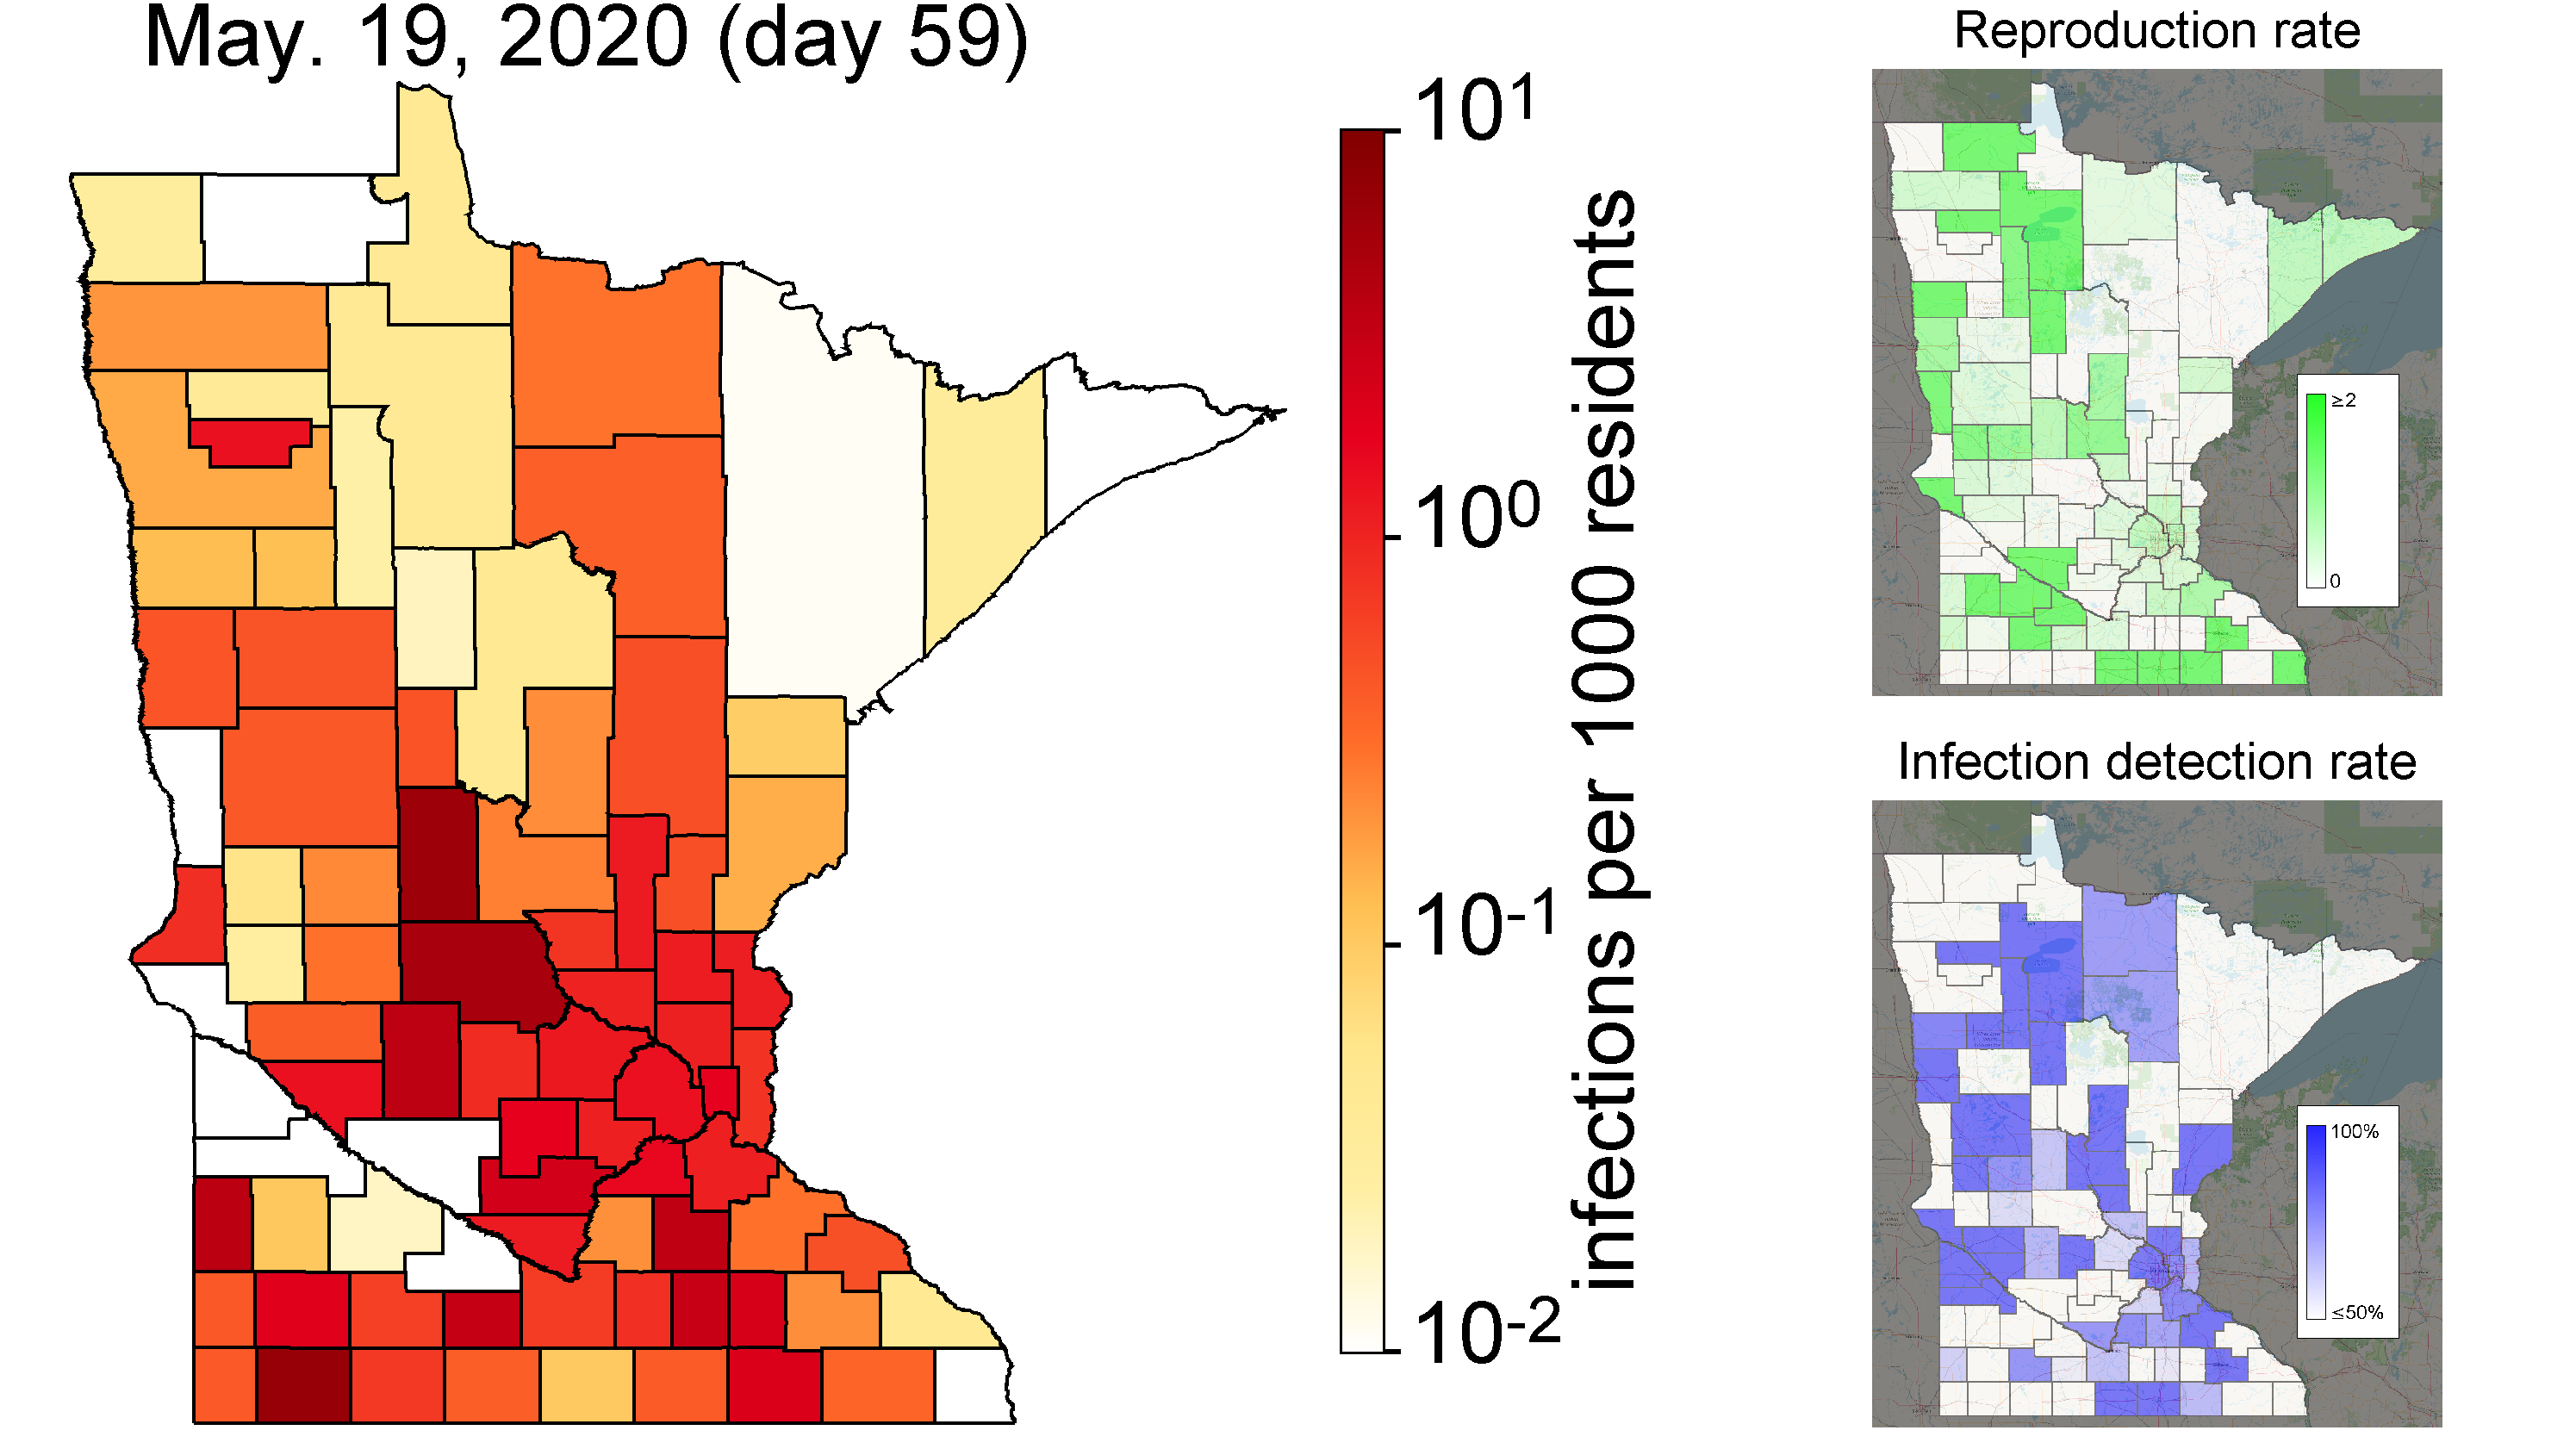 May. 19, 2020 (day 59)
10¹
10⁰
10⁻¹
10⁻²
infections per 1000 residents
Reproduction rate
≥2
0
Infection detection rate
100%
≤50%